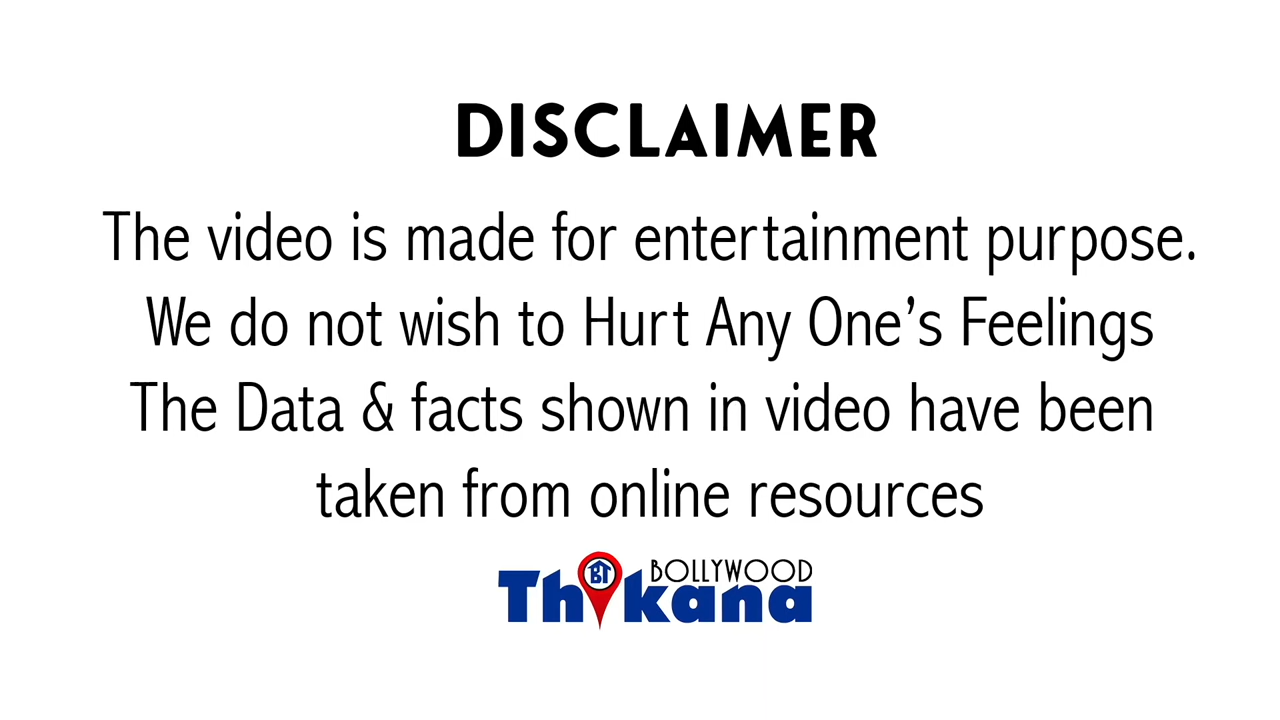 DISCLAIMER
The video is made for entertainment purpose.
We do not wish to Hurt Any One’s Feelings
The Data & facts shown in video have been
taken from online resources
BT BOLLYWOOD
Thikana